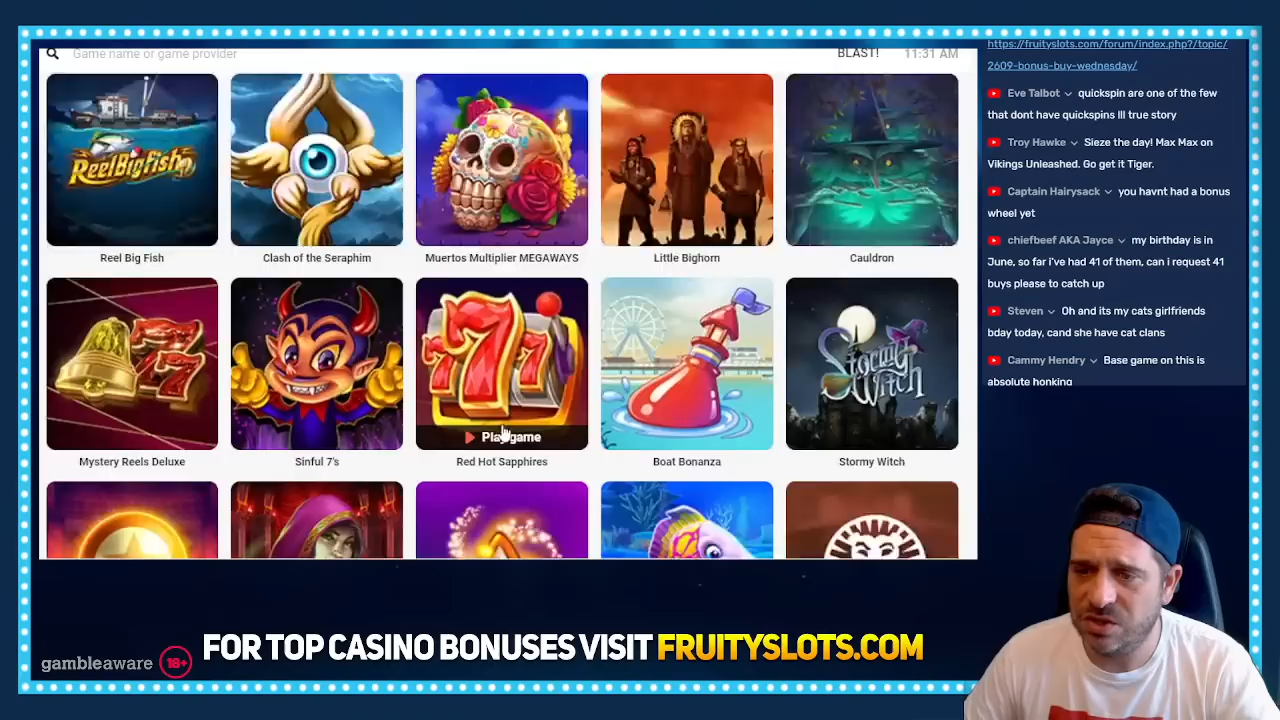 Game name or game provider
BLAST!
11:31 AM
ReelBigFish
Reel Big Fish
Clash of the Seraphim
Muertos Multiplier MEGAWAYS
Little Bighorn
Cauldron
777
Mystery Reels Deluxe
Sinful 7's
777
Play game
Red Hot Sapphires
Boat Bonanza
Stormy
Witch
Stormy Witch
https://fruityslots.com/forum/index.php?/topic/
2609-bonus-buy-wednesday/
Eve Talbot quickspin are one of the few
that dont have quickspins lll true story
Troy Hawke Sieze the day! Max Max on
Vikings Unleashed. Go get it Tiger.
Captain Hairysack you havnt had a bonus
wheel yet
chiefbeef AKA Jayce my birthday is in
June, so far i've had 41 of them, can i request 41
buys please to catch up
Steven Oh and its my cats girlfriends
bday today, cand she have cat clans
Cammy Hendry Base game on this is
absolute honking
gambleaware 18+
FOR TOP CASINO BONUSES VISIT FRUITYSLOTS.COM